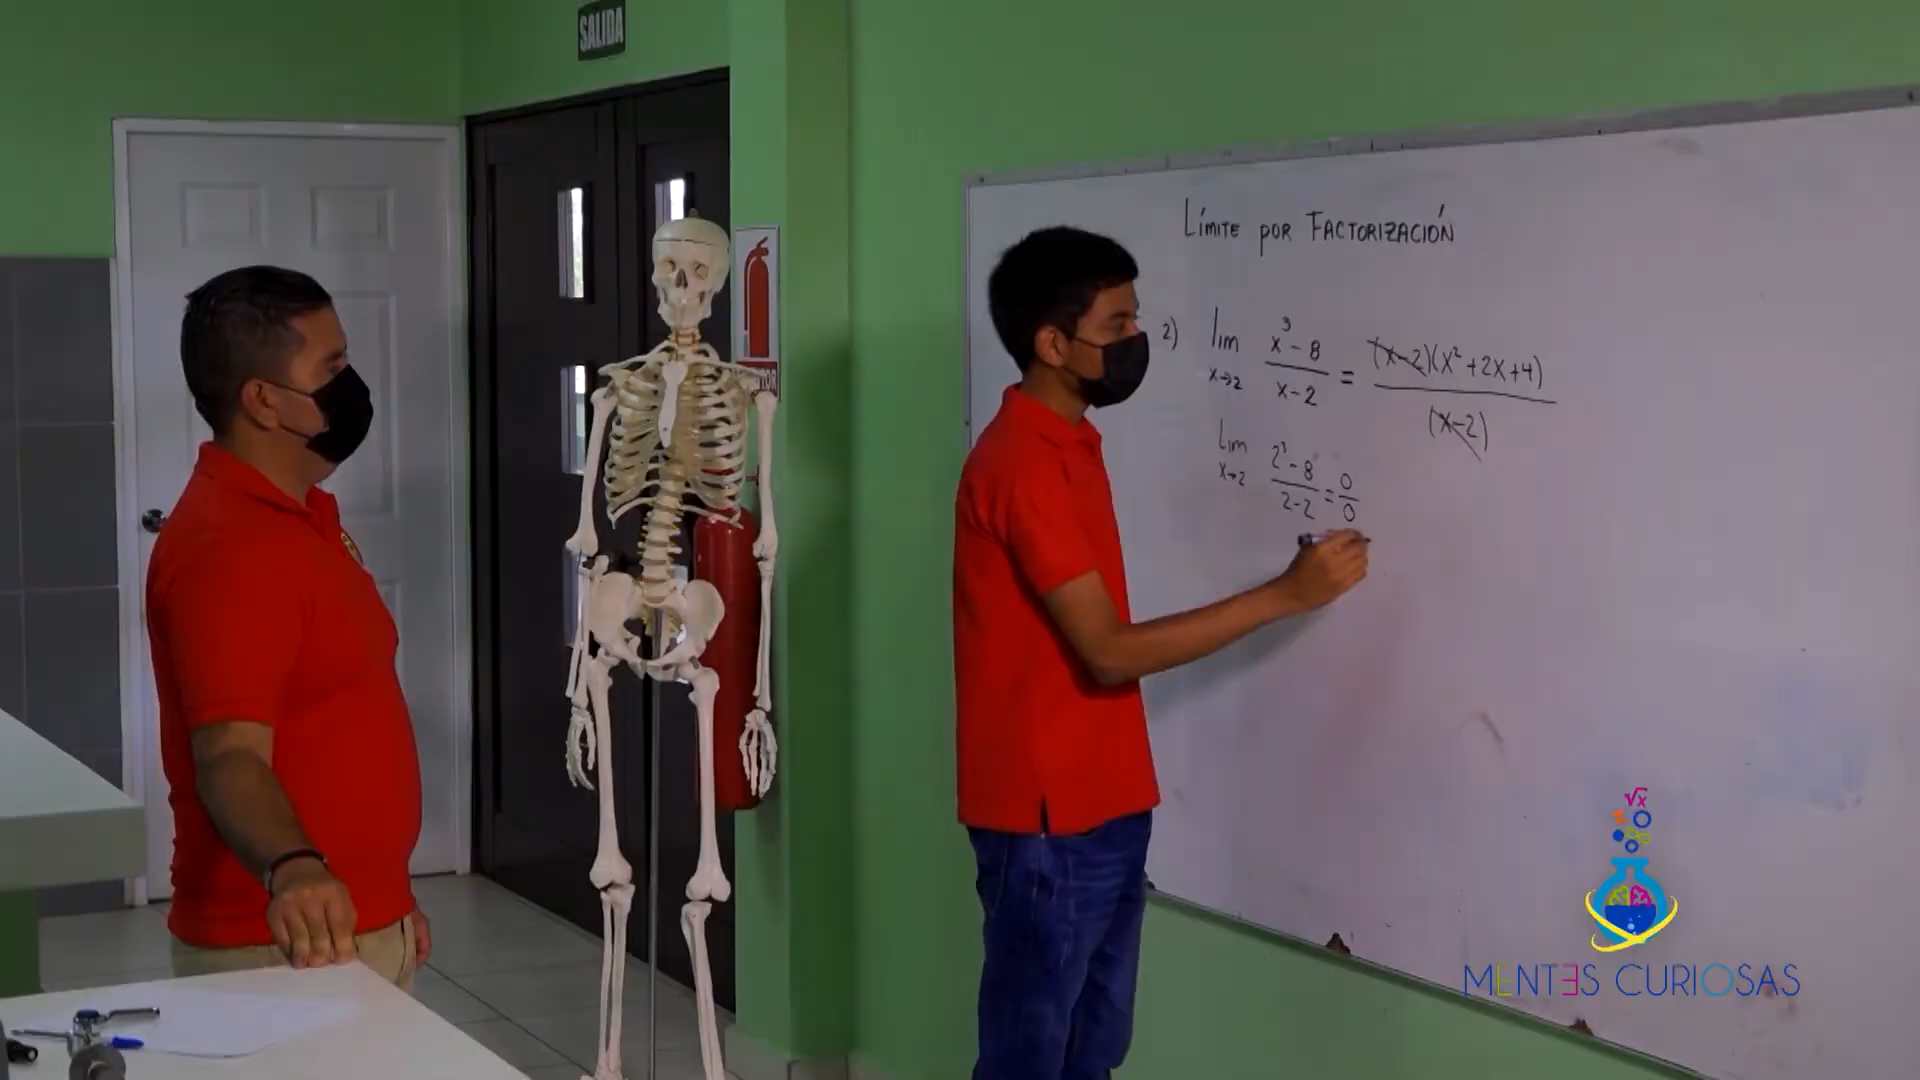 SALIDA
LÍMITE POR FACTORIZACIÓN
2) lim x→2 x³-8 / x-2 = (x-2)(x²+2x+4) / (x-2)
lim x→2 2³-8 / 2-2 = 0/0
√x
π
MENTƎS CURIOSAS